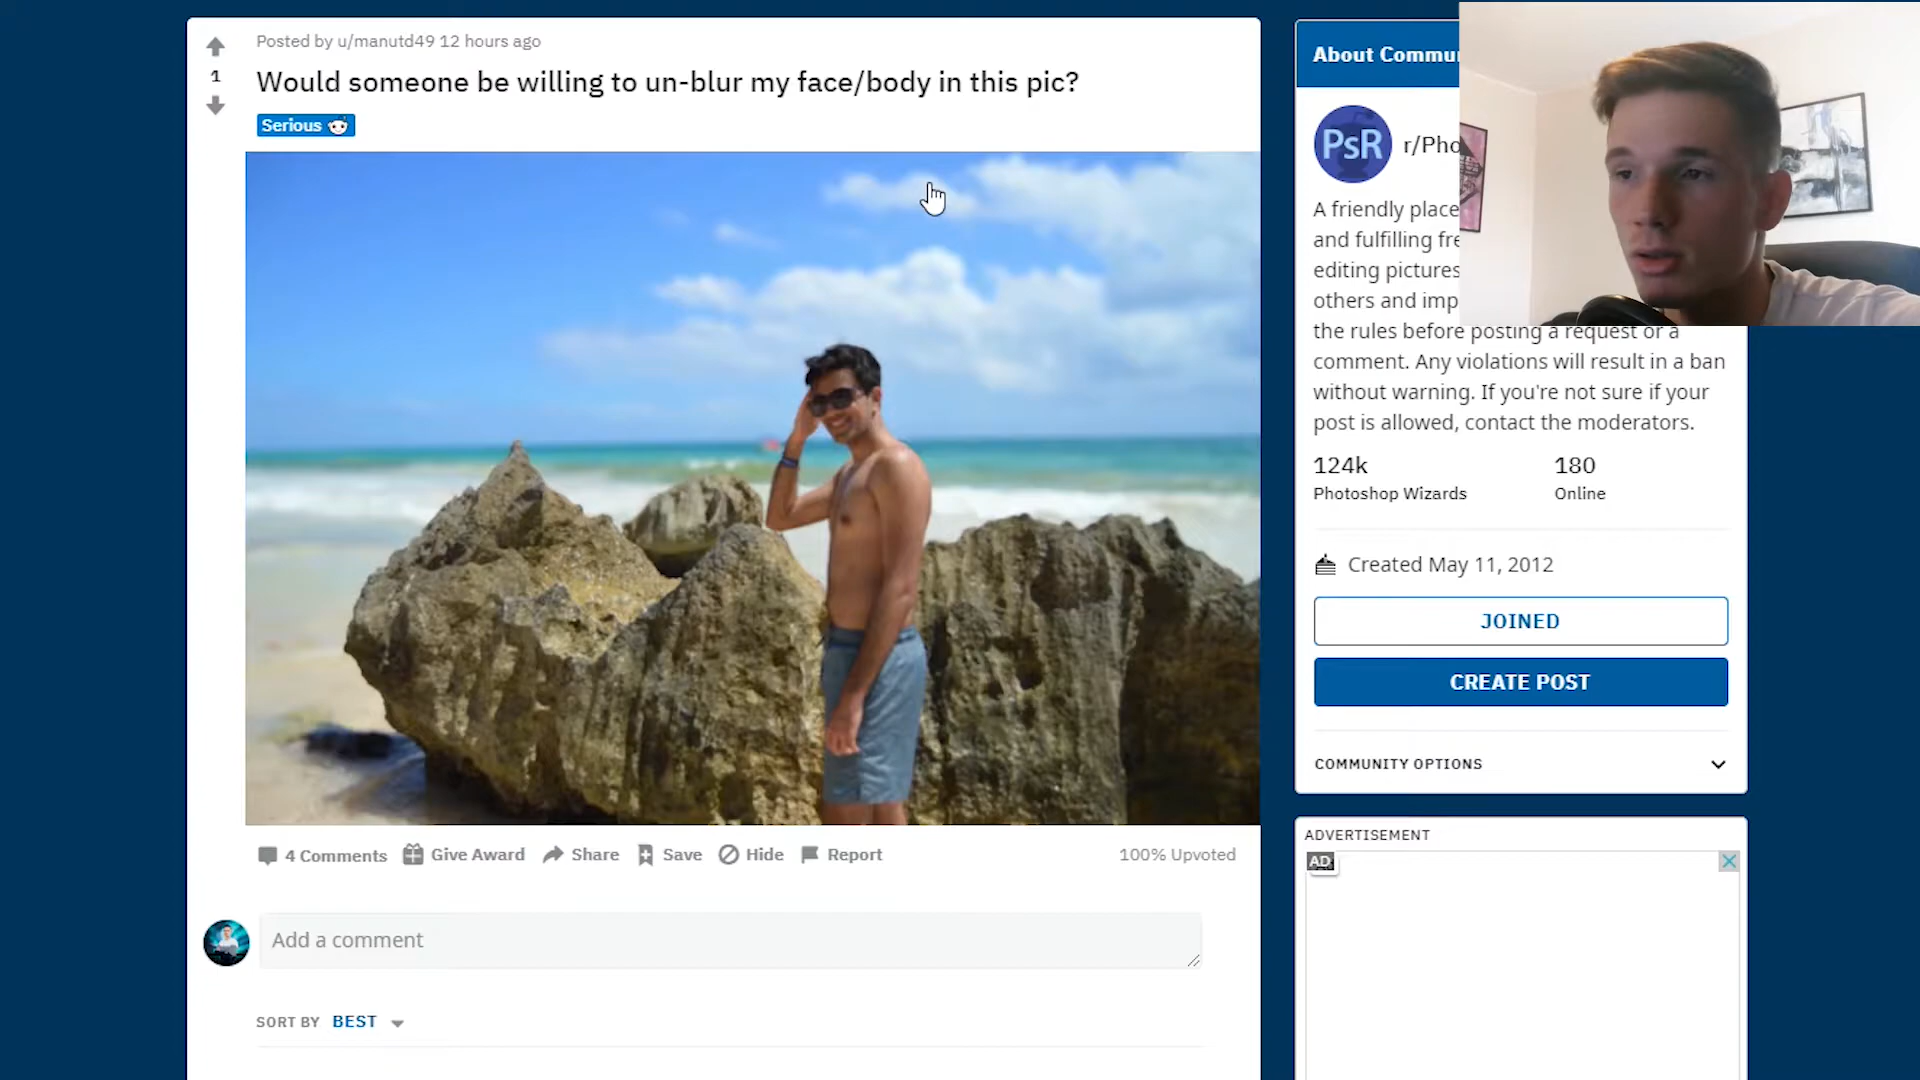 Posted by u/manutd49 12 hours ago
1
Would someone be willing to un-blur my face/body in this pic?
Serious
4 Comments
Give Award
Share
Save
Hide
Report
100% Upvoted
Add a comment
SORT BY BEST
About Commu
PsR
r/Pho
A friendly place
and fulfilling fre
editing pictures
others and imp
the rules before posting a request or a
comment. Any violations will result in a ban
without warning. If you're not sure if your
post is allowed, contact the moderators.
124k
180
Photoshop Wizards
Online
Created May 11, 2012
JOINED
CREATE POST
COMMUNITY OPTIONS
ADVERTISEMENT
AD